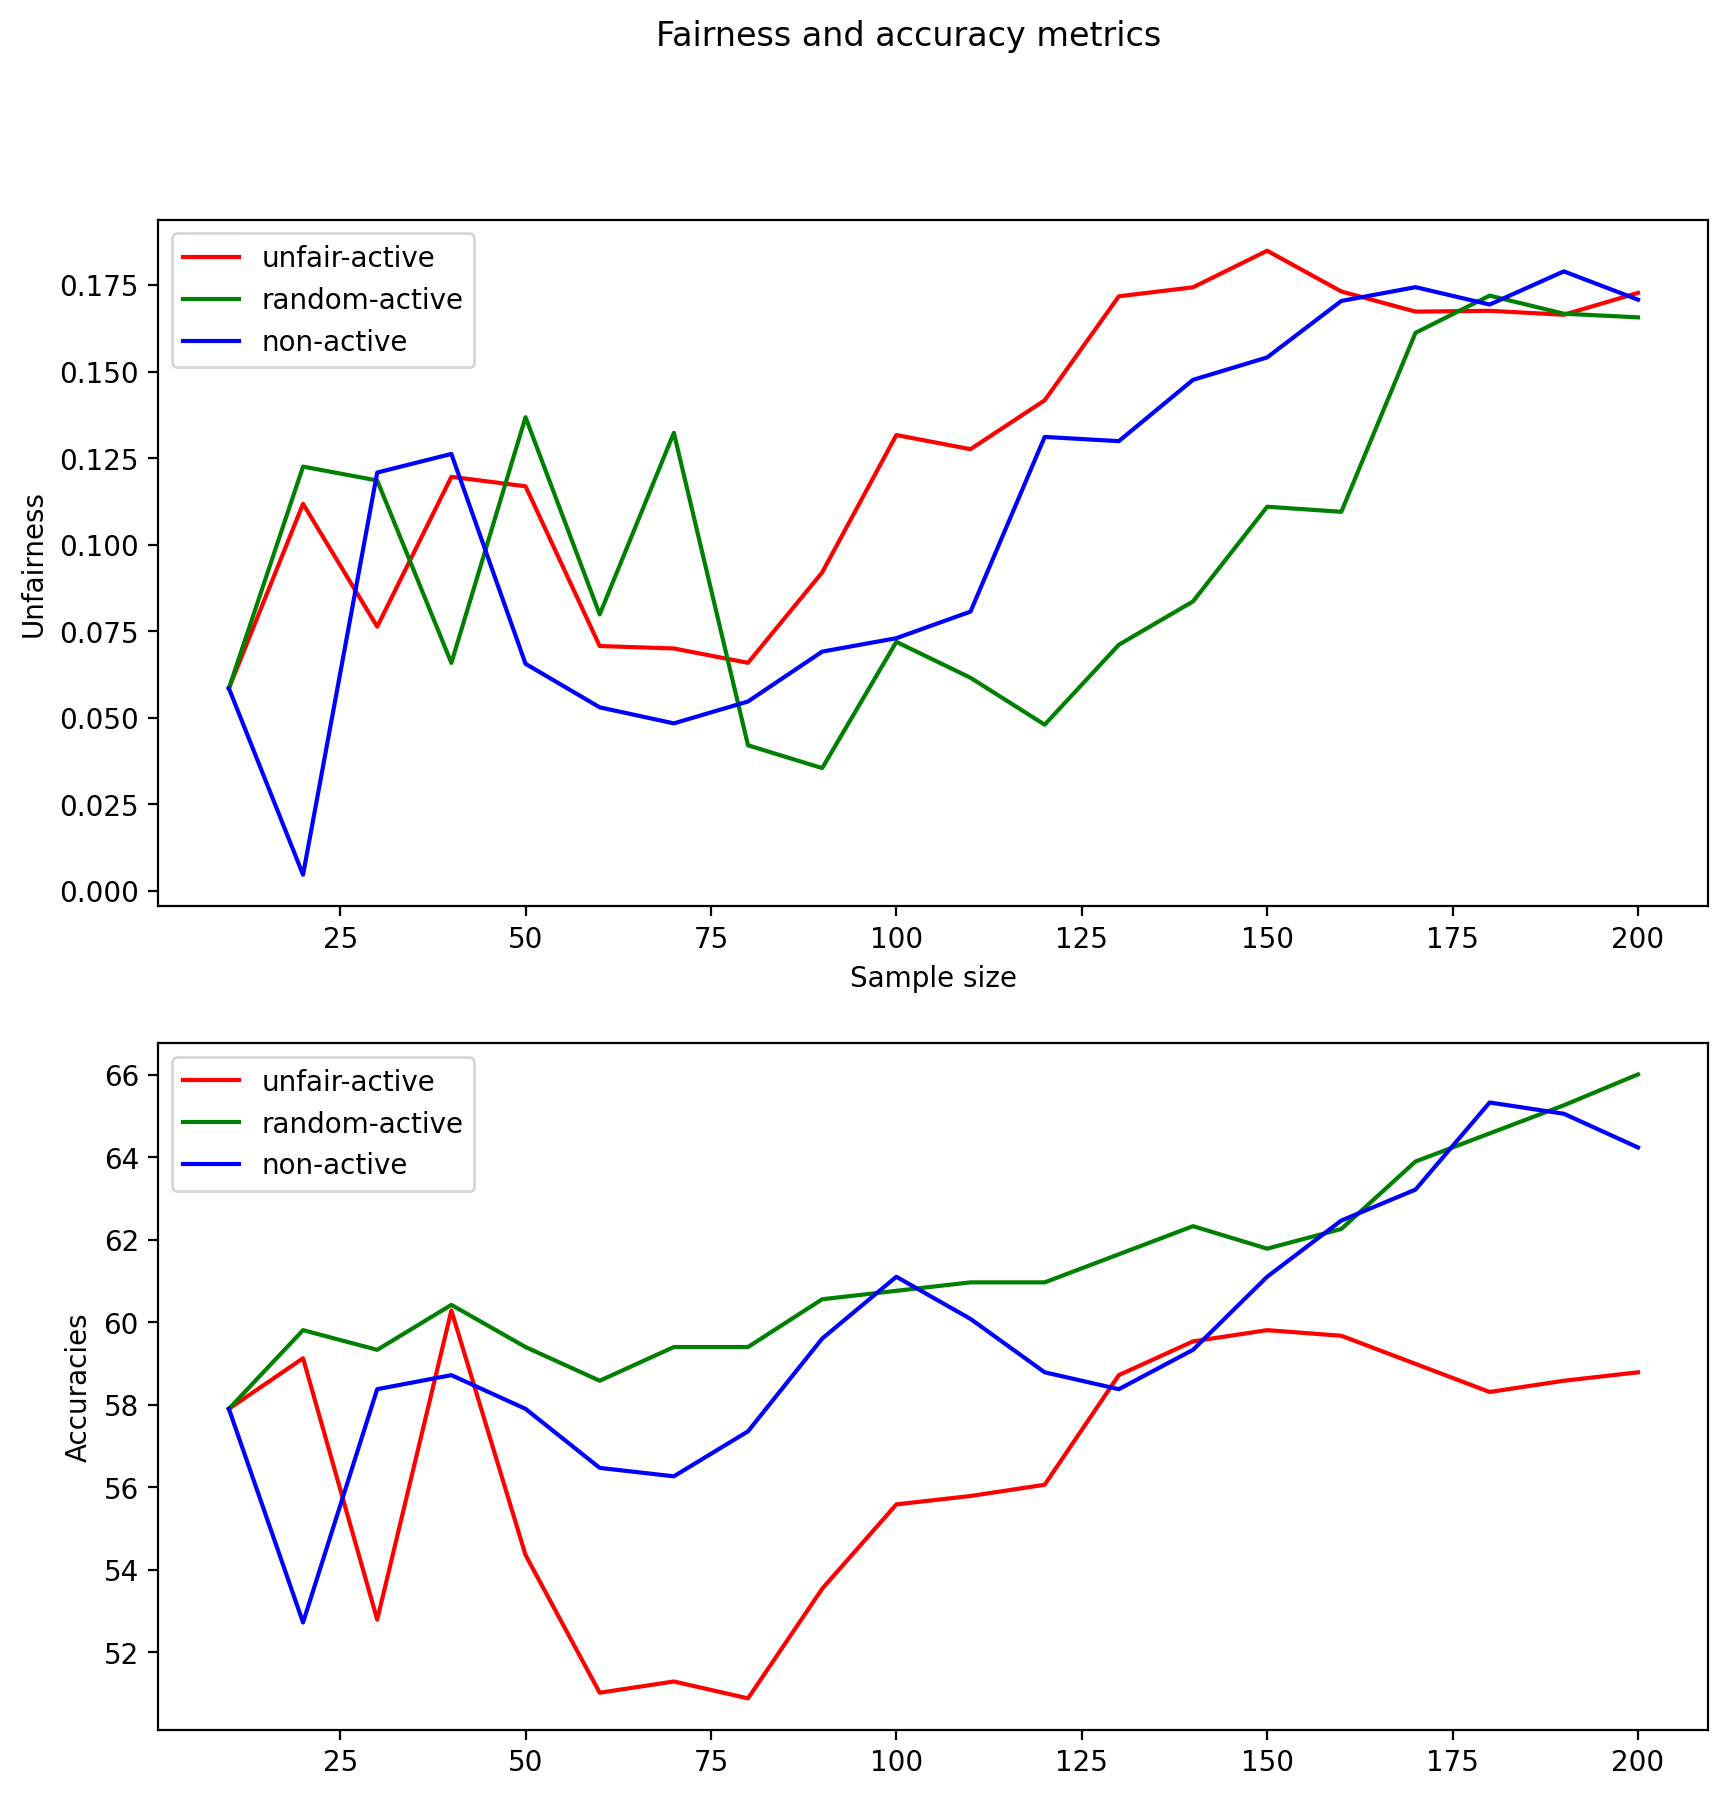 Fairness and accuracy metrics
unfair-active
random-active
non-active
0.175
0.150
0.125
0.100
0.075
0.050
0.025
0.000
Unfairness
25 50 75 100 125 150 175 200
Sample size
unfair-active
random-active
non-active
66
64
62
60
58
56
54
52
Accuracies
25 50 75 100 125 150 175 200